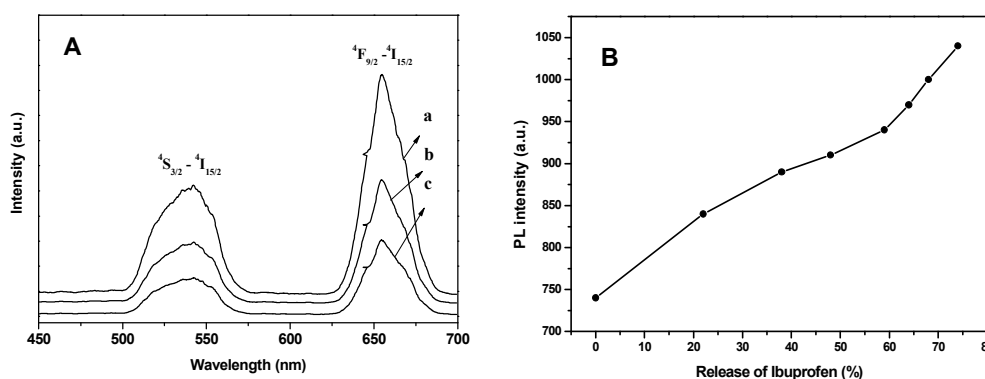 A
⁴F₉/₂ -⁴I₁₅/₂
a
b
c
⁴S₃/₂ - ⁴I₁₅/₂
Intensity (a.u.)
450 500 550 600 650 700
Wavelength (nm)
B
1050
1000
950
900
850
800
750
700
PL intensity (a.u.)
0 10 20 30 40 50 60 70 80
Release of Ibuprofen (%)